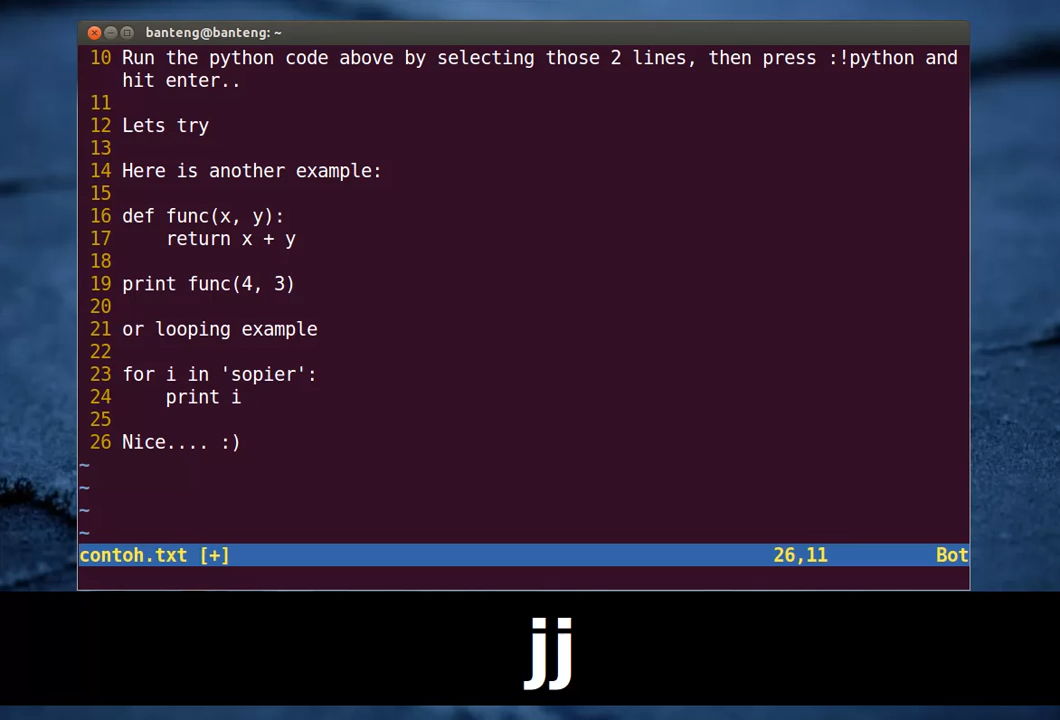 banteng@banteng: ~
10 Run the python code above by selecting those 2 lines, then press :!python and
hit enter..
11
12 Lets try
13
14 Here is another example:
15
16 def func(x, y):
17     return x + y
18
19 print func(4, 3)
20
21 or looping example
22
23 for i in 'sopier':
24     print i
25
26 Nice.... :)
~
~
~
~
contoh.txt [+] 26,11 Bot
jj